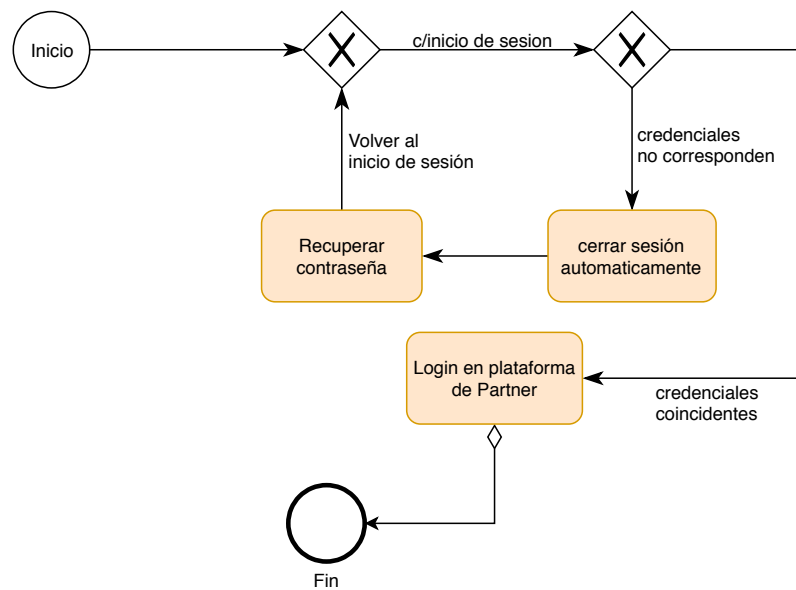 Inicio
c/inicio de sesion
Volver al
inicio de sesión
credenciales
no corresponden
Recuperar
contraseña
cerrar sesión
automaticamente
Login en plataforma
de Partner
credenciales
coincidentes
Fin